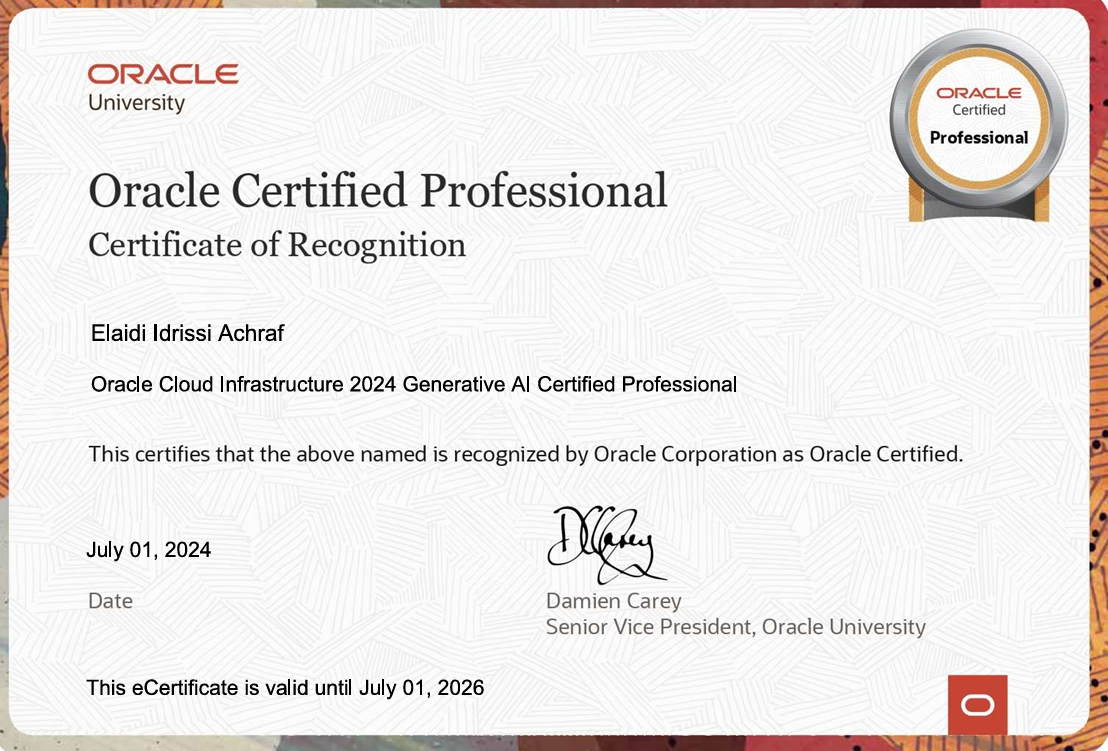 ORACLE
University
ORACLE
Certified
Professional
Oracle Certified Professional
Certificate of Recognition
Elaidi Idrissi Achraf
Oracle Cloud Infrastructure 2024 Generative AI Certified Professional
This certifies that the above named is recognized by Oracle Corporation as Oracle Certified.
DCCarey
July 01, 2024
Date
Damien Carey
Senior Vice President, Oracle University
This eCertificate is valid until July 01, 2026